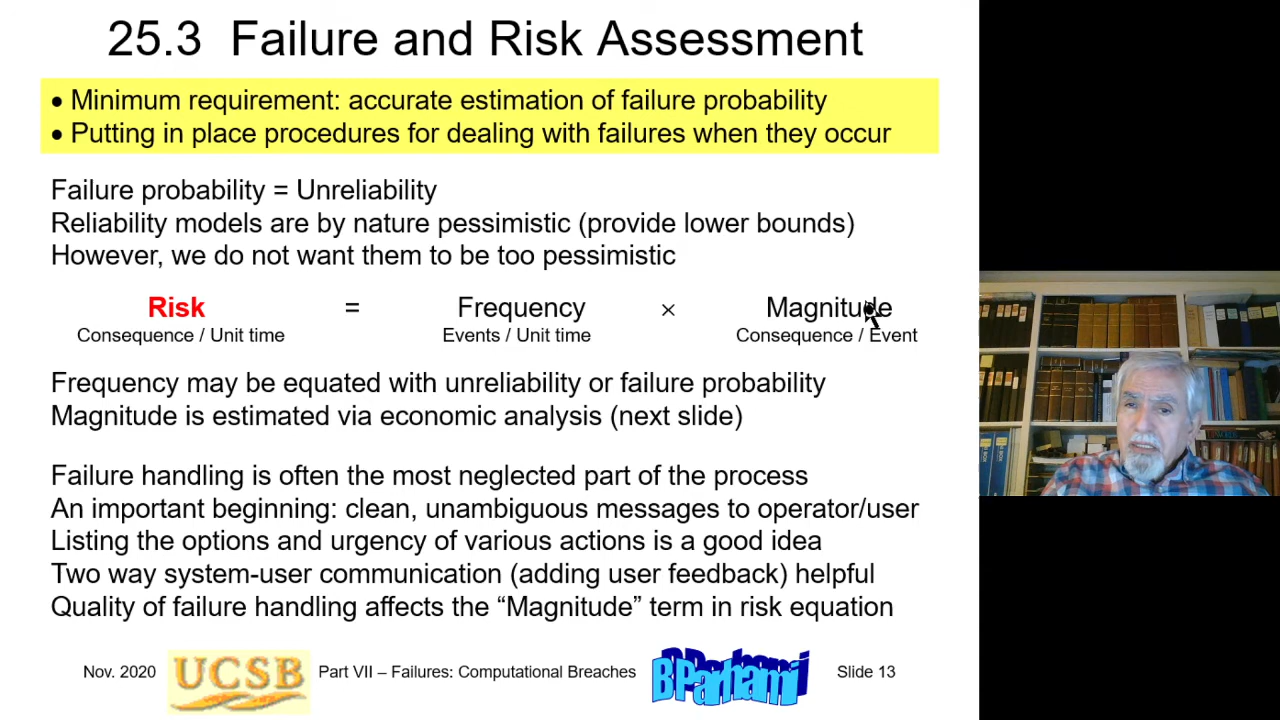 25.3 Failure and Risk Assessment
• Minimum requirement: accurate estimation of failure probability
• Putting in place procedures for dealing with failures when they occur
Failure probability = Unreliability
Reliability models are by nature pessimistic (provide lower bounds)
However, we do not want them to be too pessimistic
Risk = Frequency × Magnitude
Consequence / Unit time Events / Unit time Consequence / Event
Frequency may be equated with unreliability or failure probability
Magnitude is estimated via economic analysis (next slide)
Failure handling is often the most neglected part of the process
An important beginning: clean, unambiguous messages to operator/user
Listing the options and urgency of various actions is a good idea
Two way system-user communication (adding user feedback) helpful
Quality of failure handling affects the “Magnitude” term in risk equation
Nov. 2020 UCSB Part VII – Failures: Computational Breaches B Parhami Slide 13